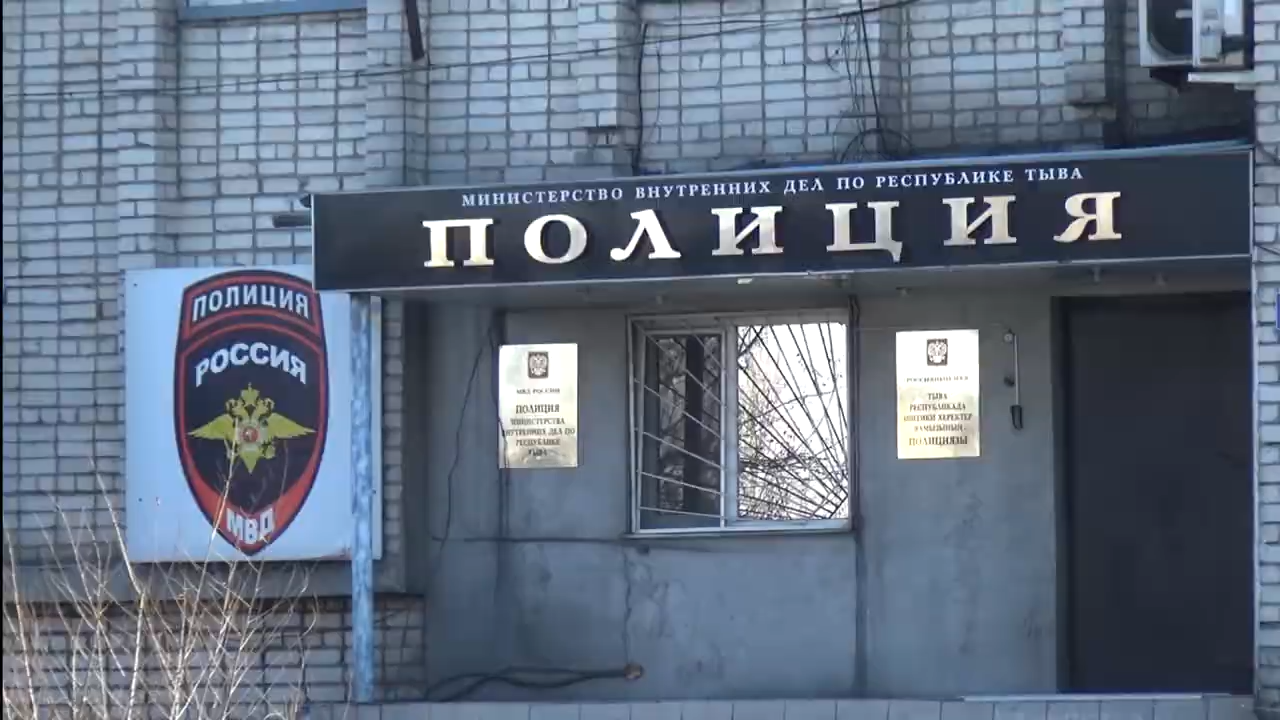 МИНИСТЕРСТВО ВНУТРЕННИХ ДЕЛ ПО РЕСПУБЛИКЕ ТЫВА
ПОЛИЦИЯ
ПОЛИЦИЯ
РОССИЯ
МВД
МВД РОССИИ
ПОЛИЦИЯ
МИНИСТЕРСТВА
ВНУТРЕННИХ ДЕЛ ПО
РЕСПУБЛИКЕ
ТЫВА
ТЫВА
РЕСПУБЛИКАДА
ХЕРЕКТЕР
ПОЛИЦИЯЗЫ